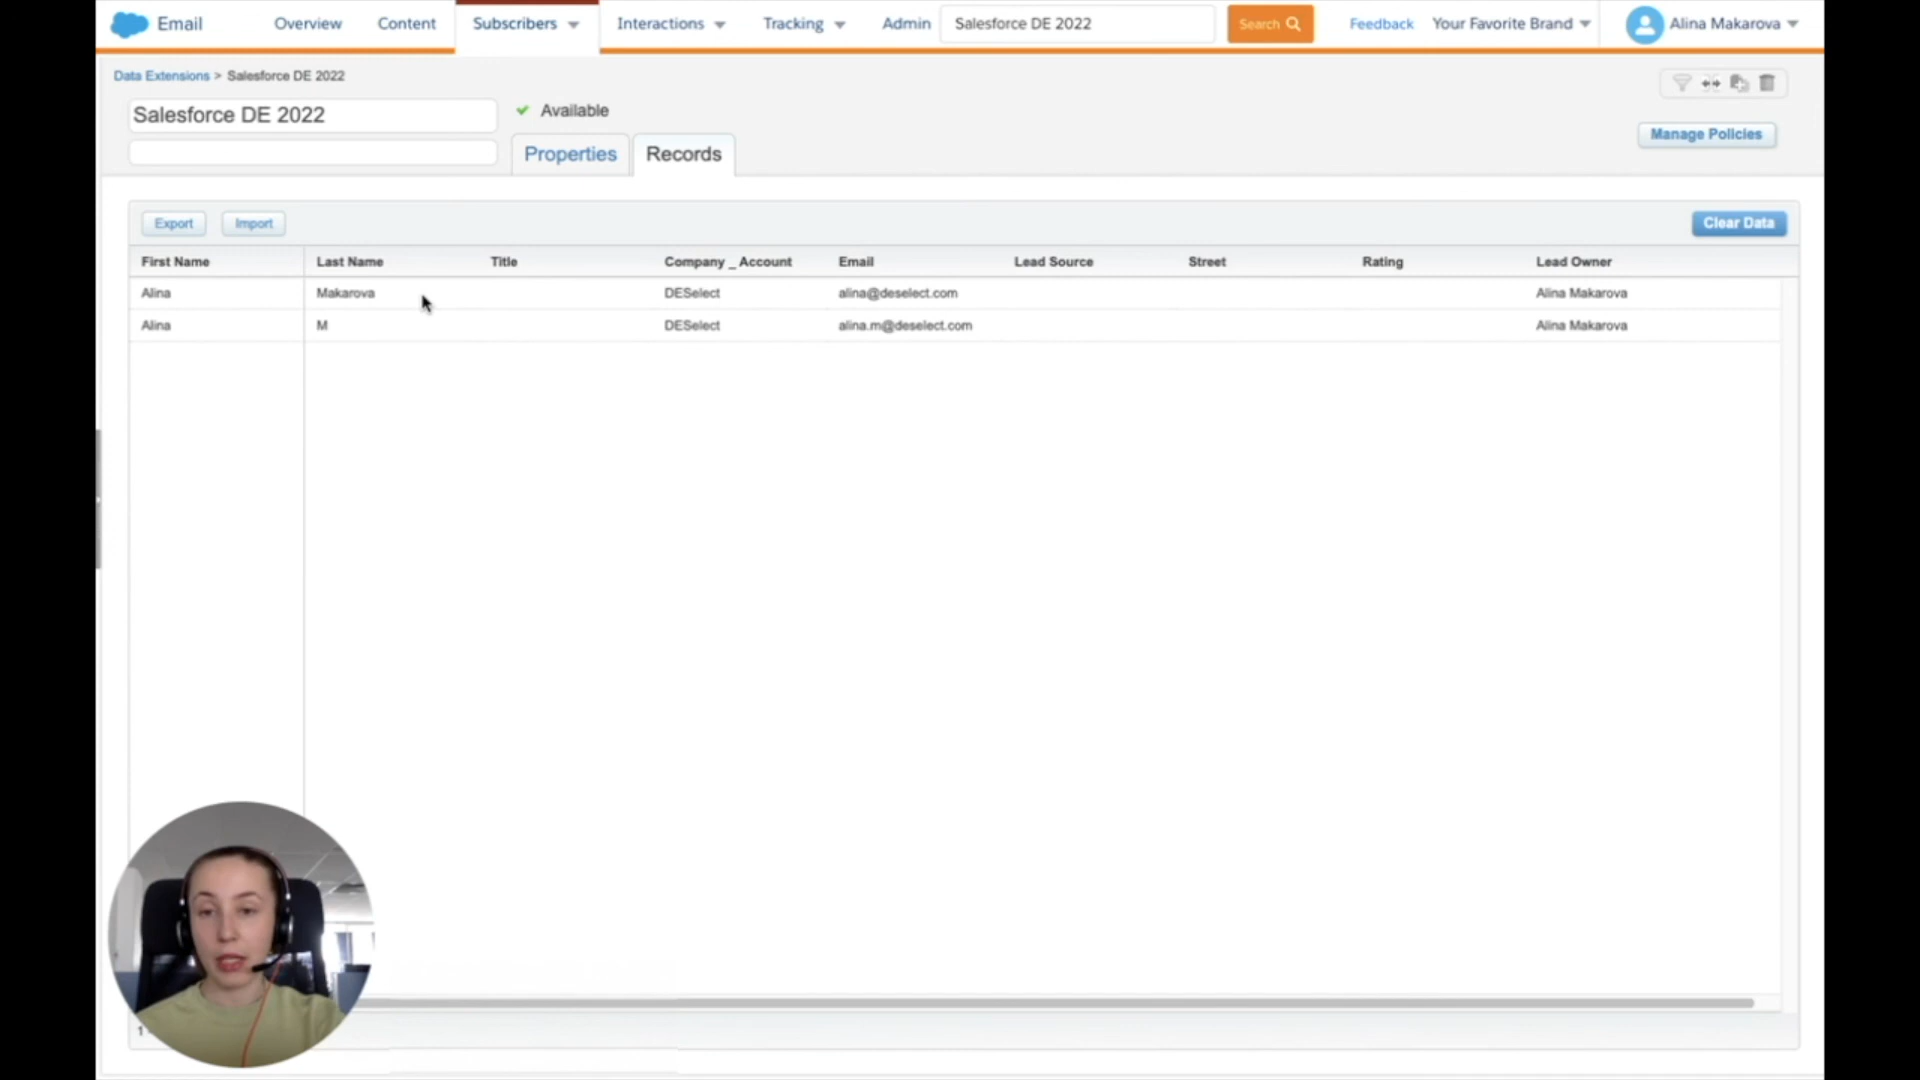 Email Overview Content Subscribers Interactions Tracking Admin Salesforce DE 2022 Search Feedback Your Favorite Brand Alina Makarova
Data Extensions > Salesforce DE 2022
Salesforce DE 2022
Available
Manage Policies
Properties Records
Export Import Clear Data
First Name Last Name Title Company _ Account Email Lead Source Street Rating Lead Owner
Alina Makarova DESelect alina@deselect.com Alina Makarova
Alina M DESelect alina.m@deselect.com Alina Makarova